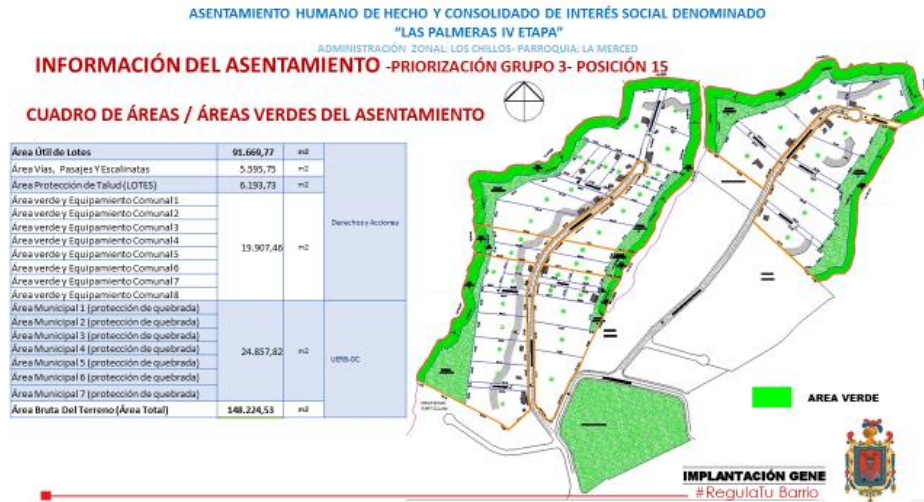 ASENTAMIENTO HUMANO DE HECHO Y CONSOLIDADO DE INTERÉS SOCIAL DENOMINADO
“LAS PALMERAS IV ETAPA”
ADMINISTRACIÓN ZONAL: LOS CHILLOS- PARROQUIA: LA MERCED
INFORMACIÓN DEL ASENTAMIENTO -PRIORIZACIÓN GRUPO 3- POSICIÓN 15
CUADRO DE ÁREAS / ÁREAS VERDES DEL ASENTAMIENTO
Área Útil de Lotes 91.669,77 m2
Área Vías, Pasajes Y Escalinatas 5.595,75 m2
Área Protección de Talud (LOTES) 6.193,73 m2
Derechos y Acciones
Área verde y Equipamiento Comunal 1
Área verde y Equipamiento Comunal 2
Área verde y Equipamiento Comunal 3
Área verde y Equipamiento Comunal 4
Área verde y Equipamiento Comunal 5
Área verde y Equipamiento Comunal 6
Área verde y Equipamiento Comunal 7
Área verde y Equipamiento Comunal 8
19.907,46 m2
Área Municipal 1 (protección de quebrada)
Área Municipal 2 (protección de quebrada)
Área Municipal 3 (protección de quebrada)
Área Municipal 4 (protección de quebrada)
Área Municipal 5 (protección de quebrada)
Área Municipal 6 (protección de quebrada)
Área Municipal 7 (protección de quebrada)
24.857,82 m2
Área Bruta Del Terreno (Área Total) 148.224,53 m2
PROPIEDAD
PARTICULAR
AREA VERDE
IMPLANTACIÓN GENE
#RegulaTu Barrio